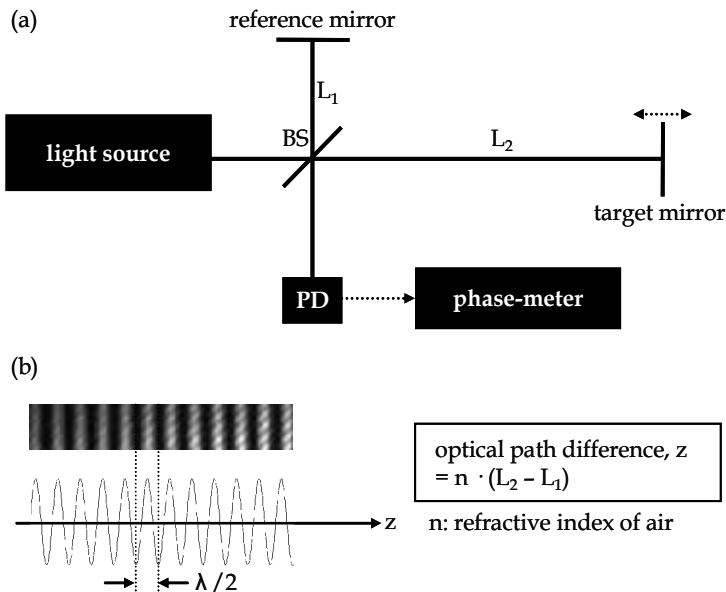 (a)
reference mirror
L₁
BS
light source
L₂
target mirror
PD
phase-meter
(b)
optical path difference, z
= n · (L₂ – L₁)
z
n: refractive index of air
λ /2